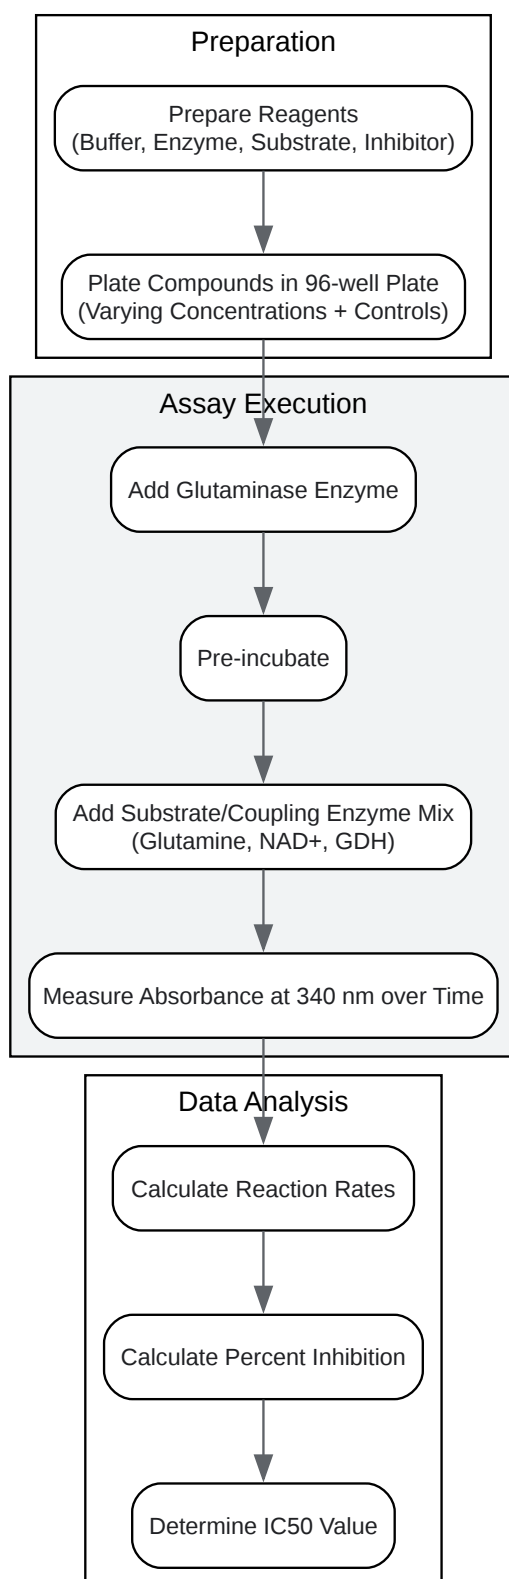 Preparation
Prepare Reagents
(Buffer, Enzyme, Substrate, Inhibitor)
Plate Compounds in 96-well Plate
(Varying Concentrations + Controls)
Assay Execution
Add Glutaminase Enzyme
Pre-incubate
Add Substrate/Coupling Enzyme Mix
(Glutamine, NAD+, GDH)
Measure Absorbance at 340 nm over Time
Data Analysis
Calculate Reaction Rates
Calculate Percent Inhibition
Determine IC50 Value